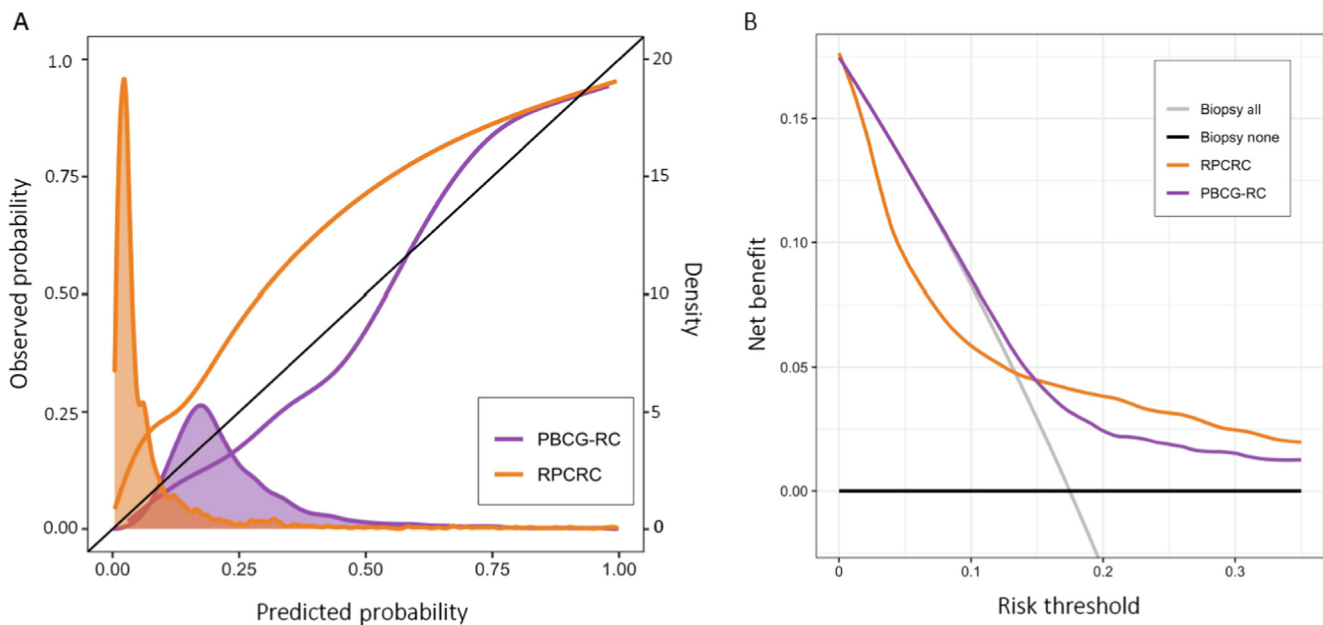 A
1.0
0.75
0.50
0.25
0.00
Observed probability
20
15
10
5
0
Density
PBCG-RC
RPCRC
0.00 0.25 0.50 0.75 1.00
Predicted probability
B
0.15
0.10
0.05
0.00
Net benefit
Biopsy all
Biopsy none
RPCRC
PBCG-RC
0 0.1 0.2 0.3
Risk threshold